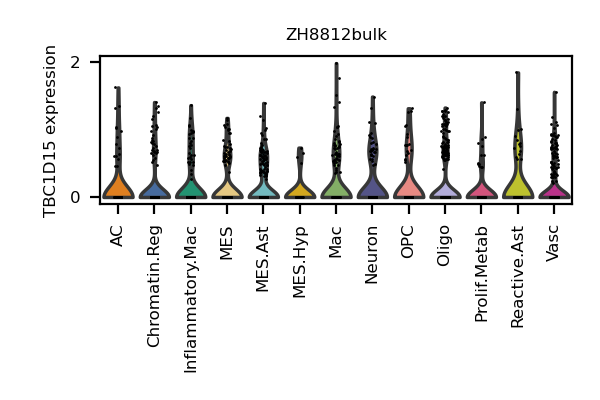 ZH8812bulk
TBC1D15 expression
2
0
AC
Chromatin.Reg
Inflammatory.Mac
MES
MES.Ast
MES.Hyp
Mac
Neuron
OPC
Oligo
Prolif.Metab
Reactive.Ast
Vasc